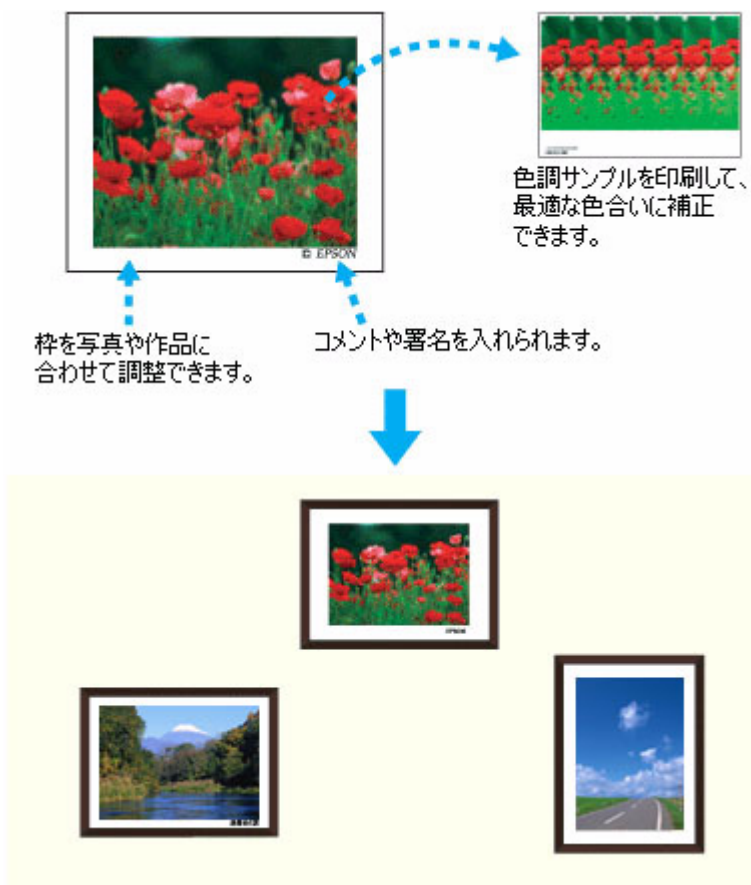 色調サンプルを印刷して、
最適な色合いに補正
できます。
© EPSON
枠を写真や作品に
合わせて調整できます。
コメントや署名を入れられます。
EPSON